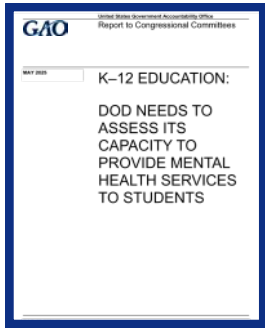 United States Government Accountability Office
GAO
Report to Congressional Committees
MAY 2025
K–12 EDUCATION:
DOD NEEDS TO
ASSESS ITS
CAPACITY TO
PROVIDE MENTAL
HEALTH SERVICES
TO STUDENTS